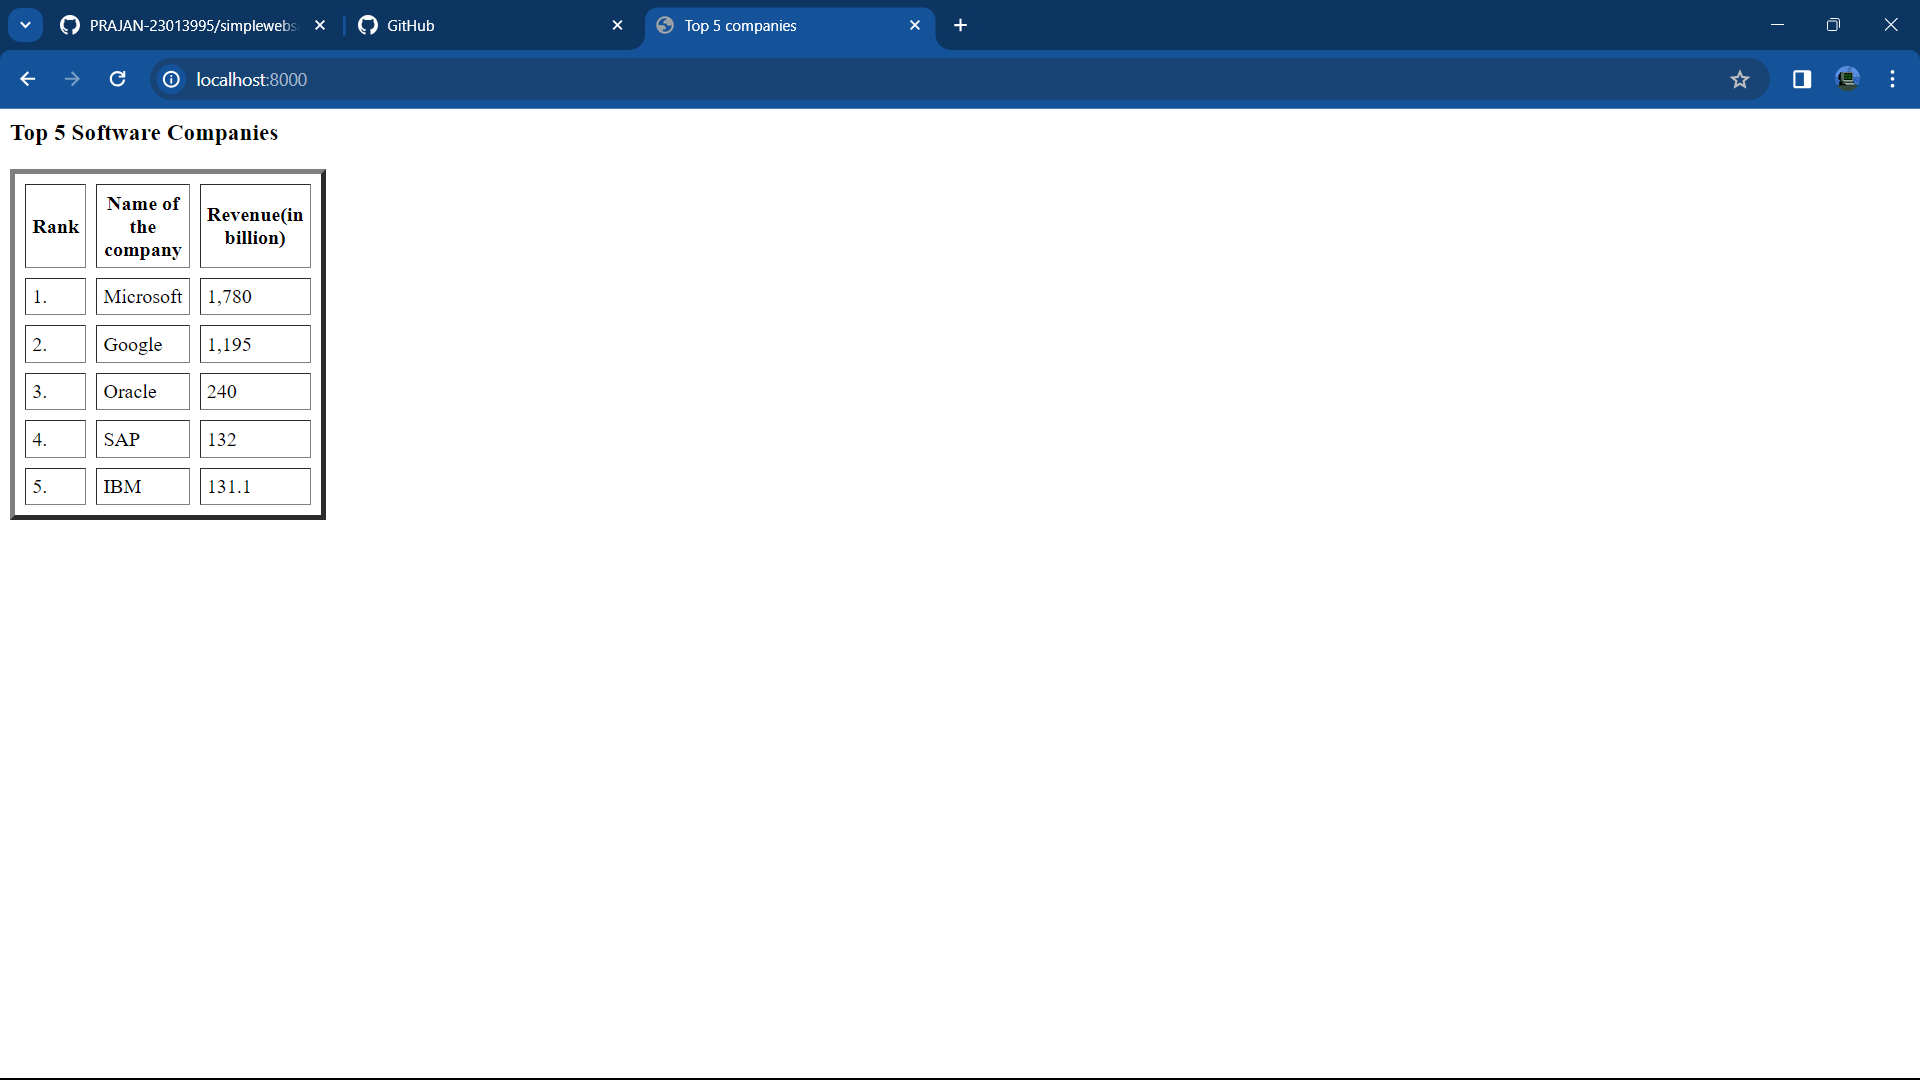 PRAJAN-23013995/simplewebs
GitHub
Top 5 companies
localhost:8000
Top 5 Software Companies
Rank
Name of
the
company
Revenue(in
billion)
1. Microsoft 1,780
2. Google 1,195
3. Oracle 240
4. SAP 132
5. IBM 131.1